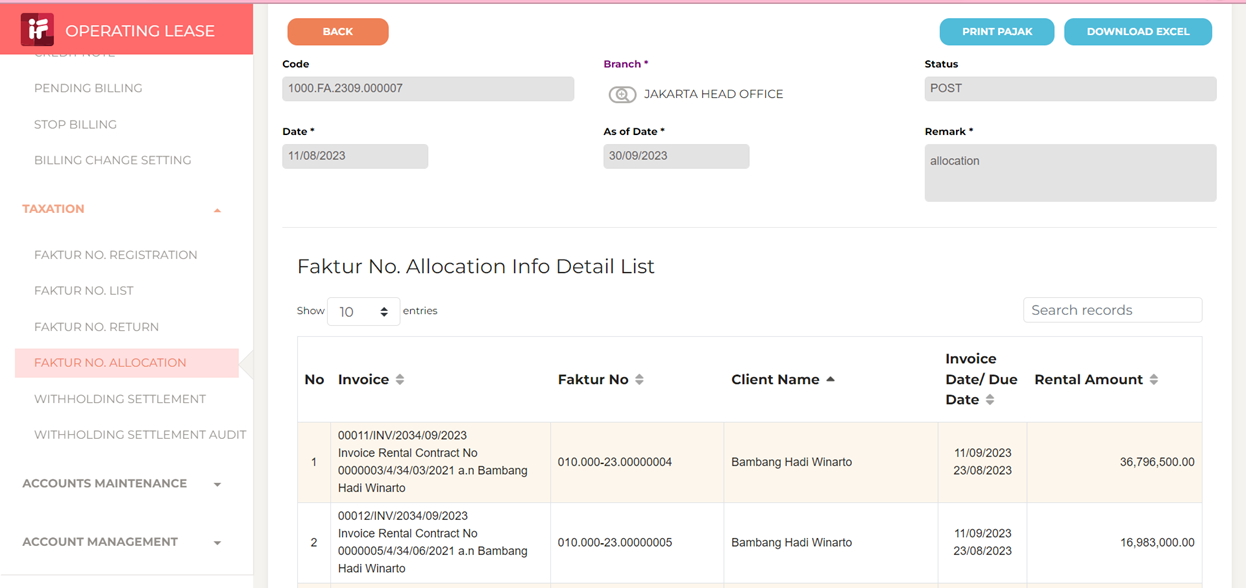 OPERATING LEASE
CREDIT NOTE
PENDING BILLING
STOP BILLING
BILLING CHANGE SETTING
TAXATION
FAKTUR NO. REGISTRATION
FAKTUR NO. LIST
FAKTUR NO. RETURN
FAKTUR NO. ALLOCATION
WITHHOLDING SETTLEMENT
WITHHOLDING SETTLEMENT AUDIT
ACCOUNTS MAINTENANCE
ACCOUNT MANAGEMENT
BACK
PRINT PAJAK
DOWNLOAD EXCEL
Code
1000.FA.2309.000007
Branch *
JAKARTA HEAD OFFICE
Status
POST
Date *
11/08/2023
As of Date *
30/09/2023
Remark *
allocation
Faktur No. Allocation Info Detail List
Show 10 entries
Search records
No
Invoice
Faktur No
Client Name
Invoice
Date/ Due
Date
Rental Amount
1
00011/INV/2034/09/2023
Invoice Rental Contract No
0000003/4/34/03/2021 a.n Bambang
Hadi Winarto
010.000-23.00000004
Bambang Hadi Winarto
11/09/2023
23/08/2023
36,796,500.00
2
00012/INV/2034/09/2023
Invoice Rental Contract No
0000005/4/34/06/2021 a.n Bambang
Hadi Winarto
010.000-23.00000005
Bambang Hadi Winarto
11/09/2023
23/08/2023
16,983,000.00